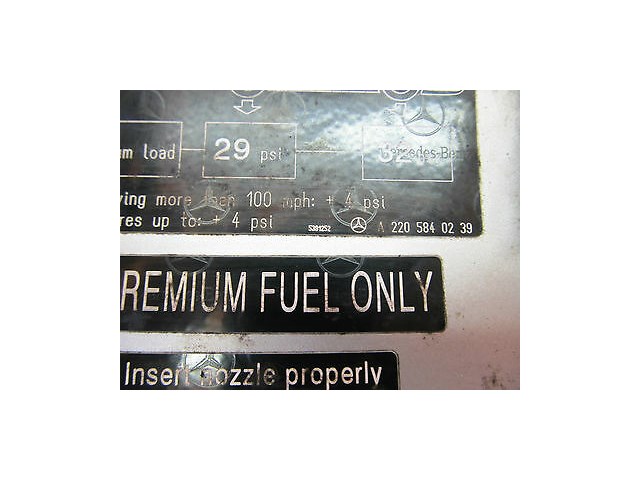 um load 29 psi Mercedes-Benz
ving more than 100 mph: + 4 psi
res up to: + 4 psi
5381252 A 220 584 02 39
REMIUM FUEL ONLY
Insert nozzle properly